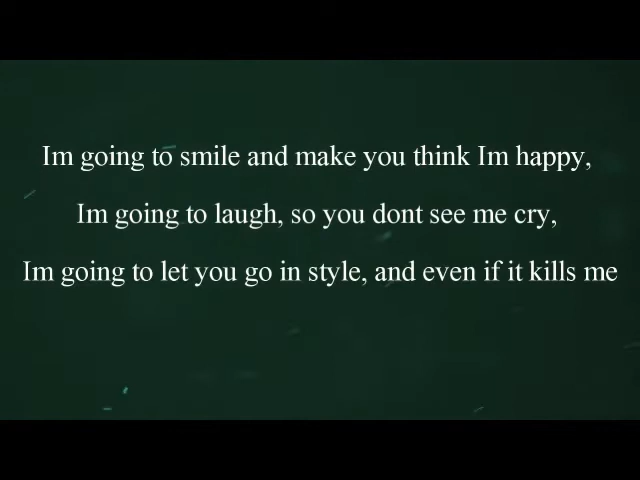 Im going to smile and make you think Im happy,
Im going to laugh, so you dont see me cry,
Im going to let you go in style, and even if it kills me